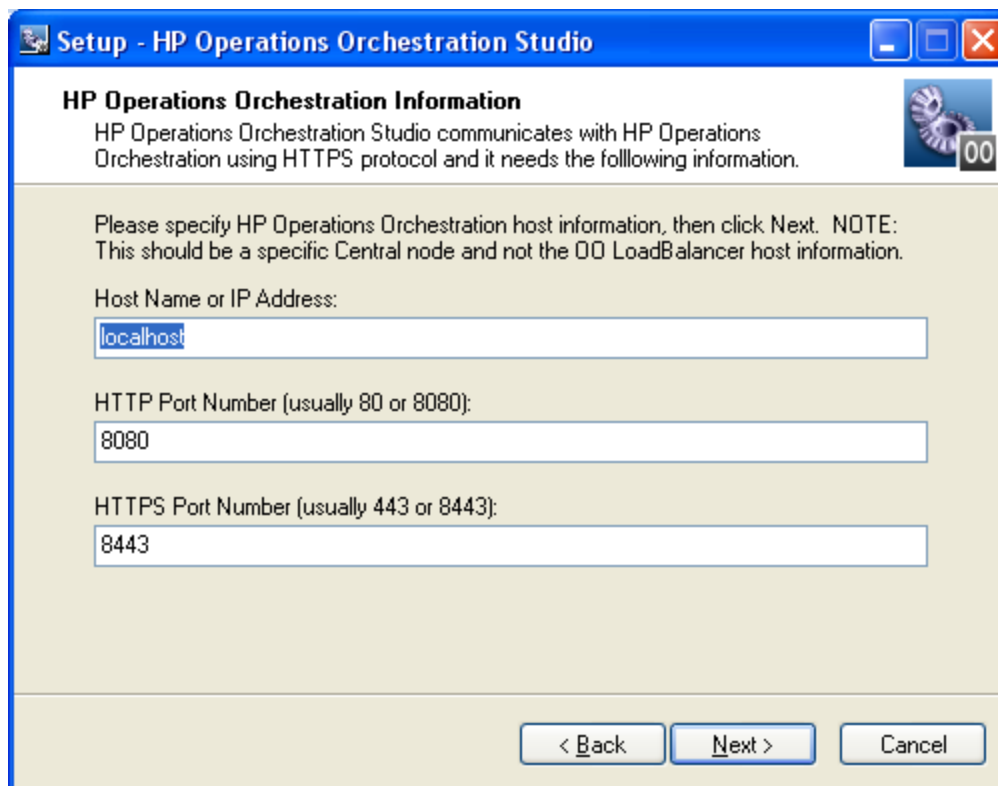 Setup - HP Operations Orchestration Studio
HP Operations Orchestration Information
HP Operations Orchestration Studio communicates with HP Operations
Orchestration using HTTPS protocol and it needs the folllowing information.
OO
Please specify HP Operations Orchestration host information, then click Next.  NOTE:
This should be a specific Central node and not the OO LoadBalancer host information.
Host Name or IP Address:
localhost
HTTP Port Number (usually 80 or 8080):
8080
HTTPS Port Number (usually 443 or 8443):
8443
< Back   Next >   Cancel